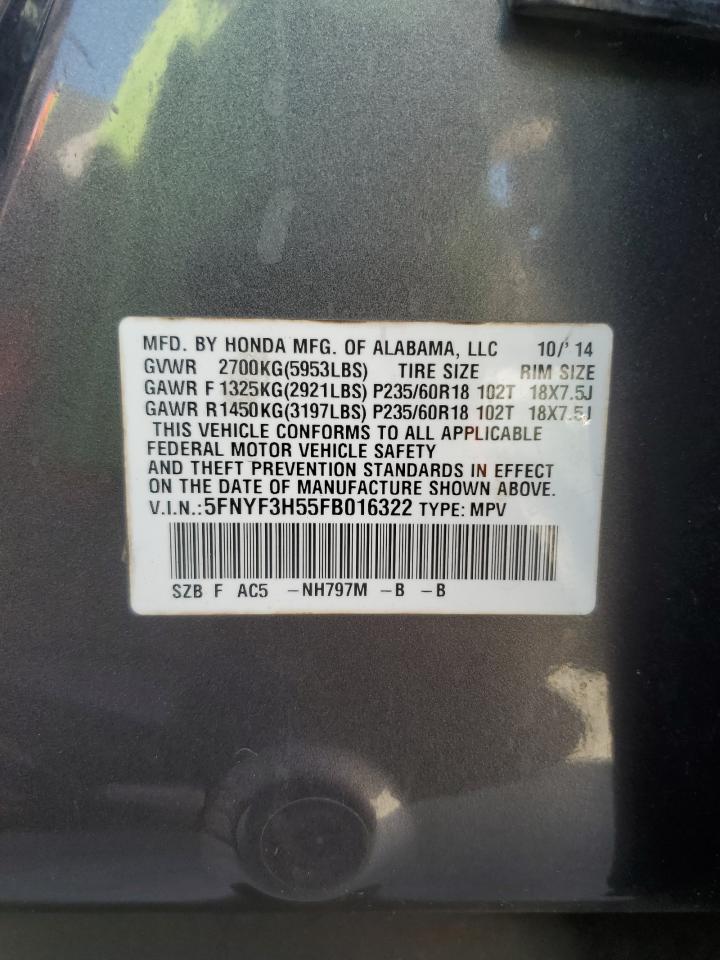 MFD. BY HONDA MFG. OF ALABAMA, LLC 10/'14
GVWR 2700KG(5953LBS) TIRE SIZE RIM SIZE
GAWR F 1325KG(2921LBS) P235/60R18 102T 18X7.5J
GAWR R1450KG(3197LBS) P235/60R18 102T 18X7.5J
THIS VEHICLE CONFORMS TO ALL APPLICABLE
FEDERAL MOTOR VEHICLE SAFETY
AND THEFT PREVENTION STANDARDS IN EFFECT
ON THE DATE OF MANUFACTURE SHOWN ABOVE.
V.I.N.:5FNYF3H55FB016322 TYPE: MPV
SZB F AC5 -NH797M -B -B